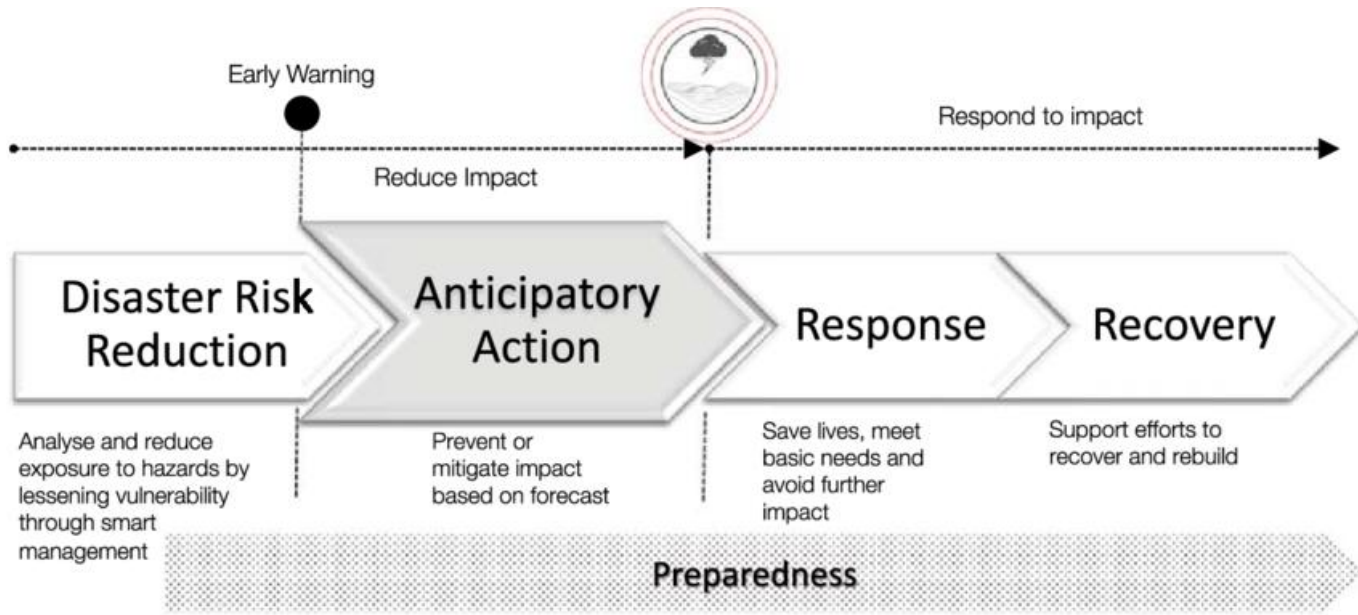 Early Warning
Respond to impact
Reduce Impact
Disaster Risk
Reduction
Anticipatory
Action
Response
Recovery
Analyse and reduce
exposure to hazards by
lessening vulnerability
through smart
management
Prevent or
mitigate impact
based on forecast
Save lives, meet
basic needs and
avoid further
impact
Support efforts to
recover and rebuild
Preparedness